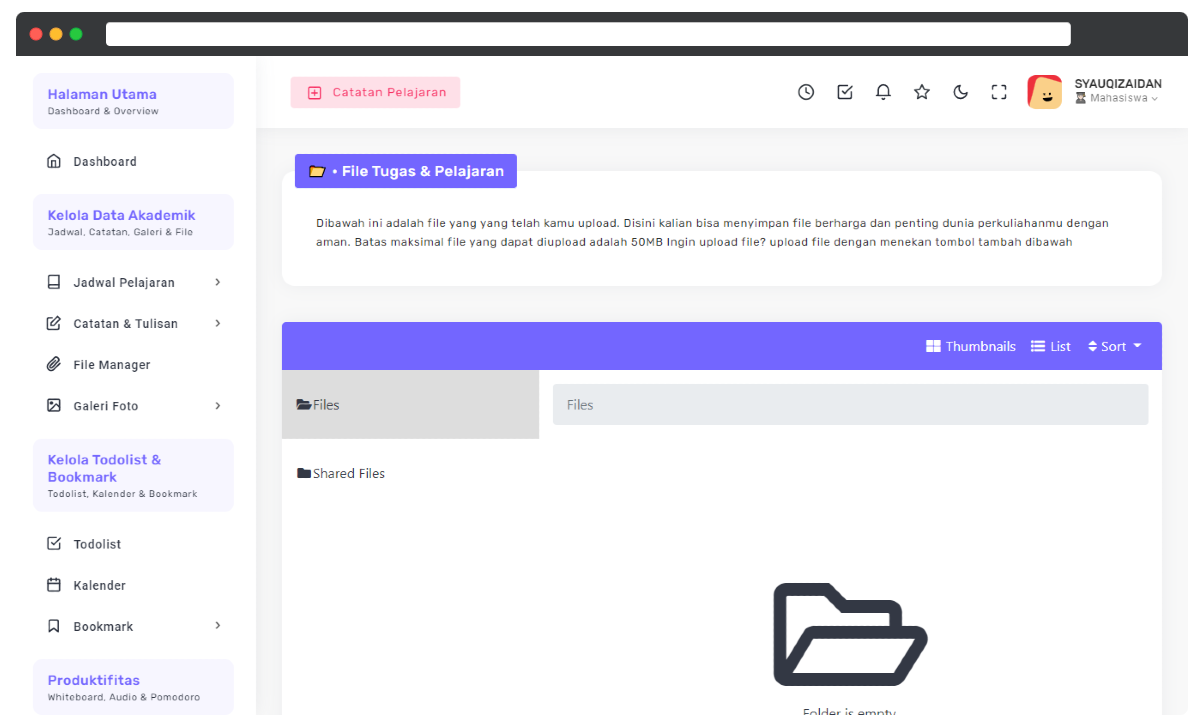 Halaman Utama
Dashboard & Overview
Dashboard
Kelola Data Akademik
Jadwal, Catatan, Galeri & File
Jadwal Pelajaran
Catatan & Tulisan
File Manager
Galeri Foto
Kelola Todolist &
Bookmark
Todolist, Kalender & Bookmark
Todolist
Kalender
Bookmark
Produktifitas
Whiteboard, Audio & Pomodoro
Catatan Pelajaran
SYAUQIZAIDAN
Mahasiswa
• File Tugas & Pelajaran
Dibawah ini adalah file yang yang telah kamu upload. Disini kalian bisa menyimpan file berharga dan penting dunia perkuliahanmu dengan
aman. Batas maksimal file yang dapat diupload adalah 50MB Ingin upload file? upload file dengan menekan tombol tambah dibawah
Thumbnails List Sort
Files
Shared Files
Files
Folder is empty